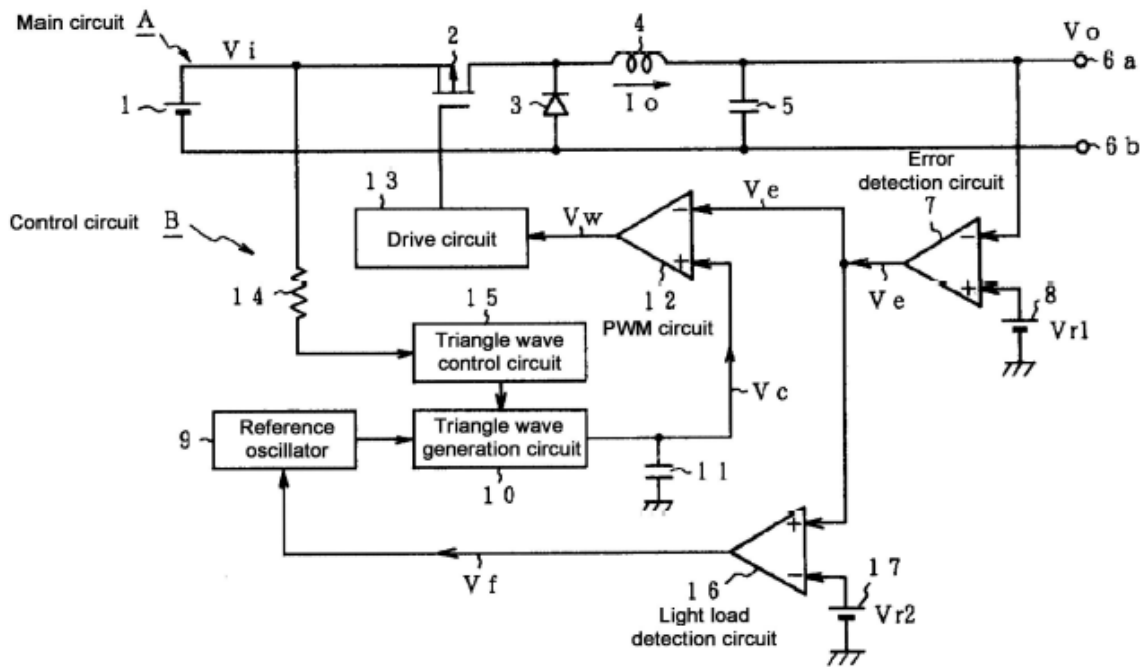 Main circuit A
V i
2
4
V o
6 a
1
3
I o
5
6 b
Error
detection circuit
7
1 3
V e
Control circuit B
Drive circuit
V w
−
+
−
+
V e
8
Vr1
1 4
1 5
1 2
PWM circuit
Triangle wave
control circuit
V c
9
Reference
oscillator
Triangle wave
generation circuit
1 0
1 1
+
−
V f
1 6
Light load
detection circuit
1 7
Vr2